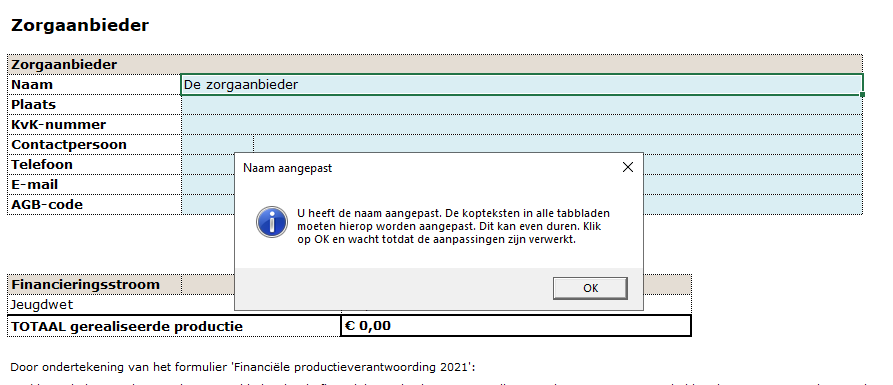 Zorgaanbieder
Zorgaanbieder
Naam De zorgaanbieder
Plaats
KvK-nummer
Contactpersoon
Telefoon
E-mail
AGB-code
Naam aangepast
U heeft de naam aangepast. De kopteksten in alle tabbladen
moeten hierop worden aangepast. Dit kan even duren. Klik
op OK en wacht totdat de aanpassingen zijn verwerkt.
OK
Financieringsstroom
Jeugdwet
TOTAAL gerealiseerde productie € 0,00
Door ondertekening van het formulier 'Financiële productieverantwoording 2021':